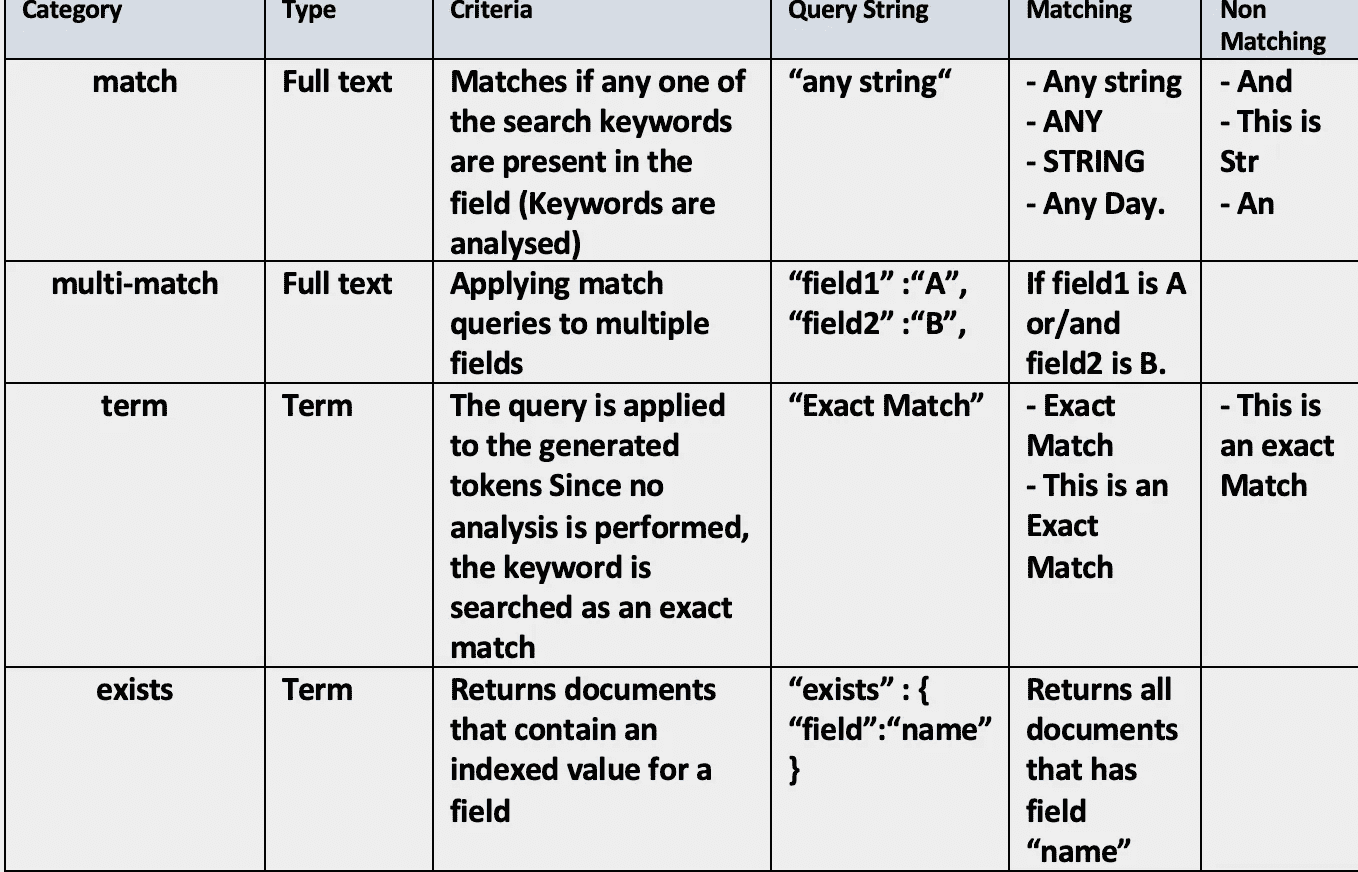 Category
Type
Criteria
Query String
Matching
Non
Matching
match
Full text
Matches if any one of
the search keywords
are present in the
field (Keywords are
analysed)
“any string“
- Any string
- ANY
- STRING
- Any Day.
- And
- This is
Str
- An
multi-match
Full text
Applying match
queries to multiple
fields
“field1” :“A”,
“field2” :“B”,
If field1 is A
or/and
field2 is B.
term
Term
The query is applied
to the generated
tokens Since no
analysis is performed,
the keyword is
searched as an exact
match
“Exact Match”
- Exact
Match
- This is an
Exact
Match
- This is
an exact
Match
exists
Term
Returns documents
that contain an
indexed value for a
field
“exists” : {
“field”:“name”
}
Returns all
documents
that has
field
“name”